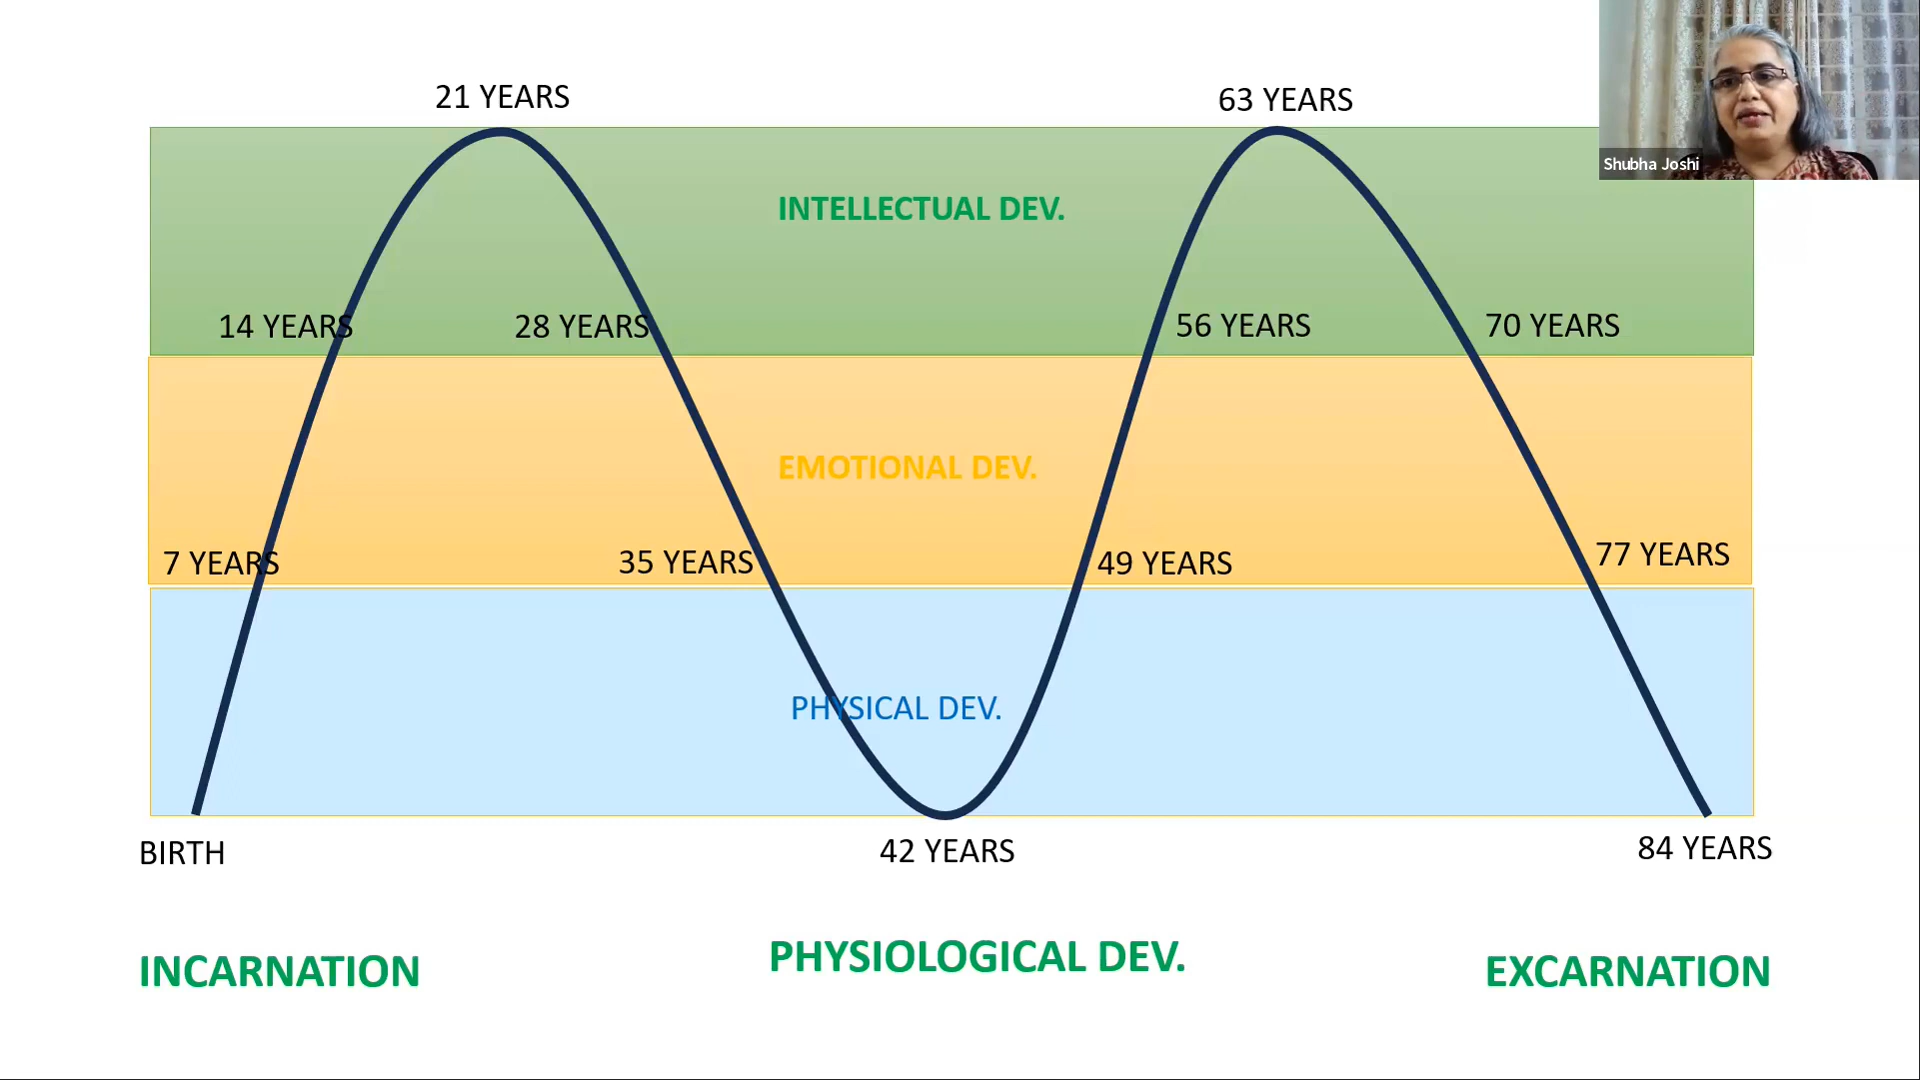 21 YEARS
63 YEARS
Shubha Joshi
INTELLECTUAL DEV.
14 YEARS
28 YEARS
56 YEARS
70 YEARS
EMOTIONAL DEV.
7 YEARS
35 YEARS
49 YEARS
77 YEARS
PHYSICAL DEV.
BIRTH
42 YEARS
84 YEARS
INCARNATION
PHYSIOLOGICAL DEV.
EXCARNATION